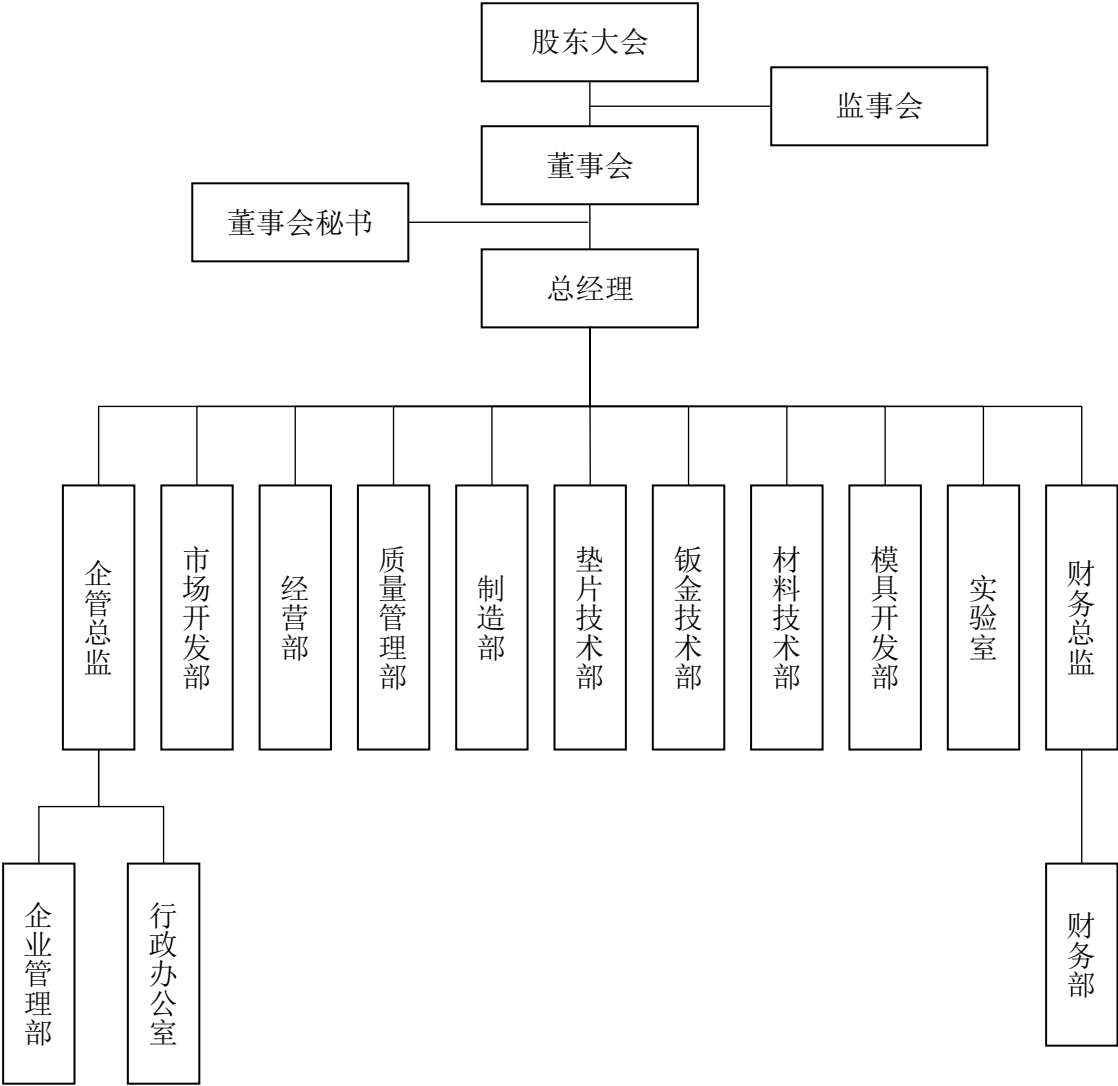 股东大会
监事会
董事会
董事会秘书
总经理
企管总监
市场开发部
经营部
质量管理部
制造部
垫片技术部
钣金技术部
材料技术部
模具开发部
实验室
财务总监
企业管理部
行政办公室
财务部